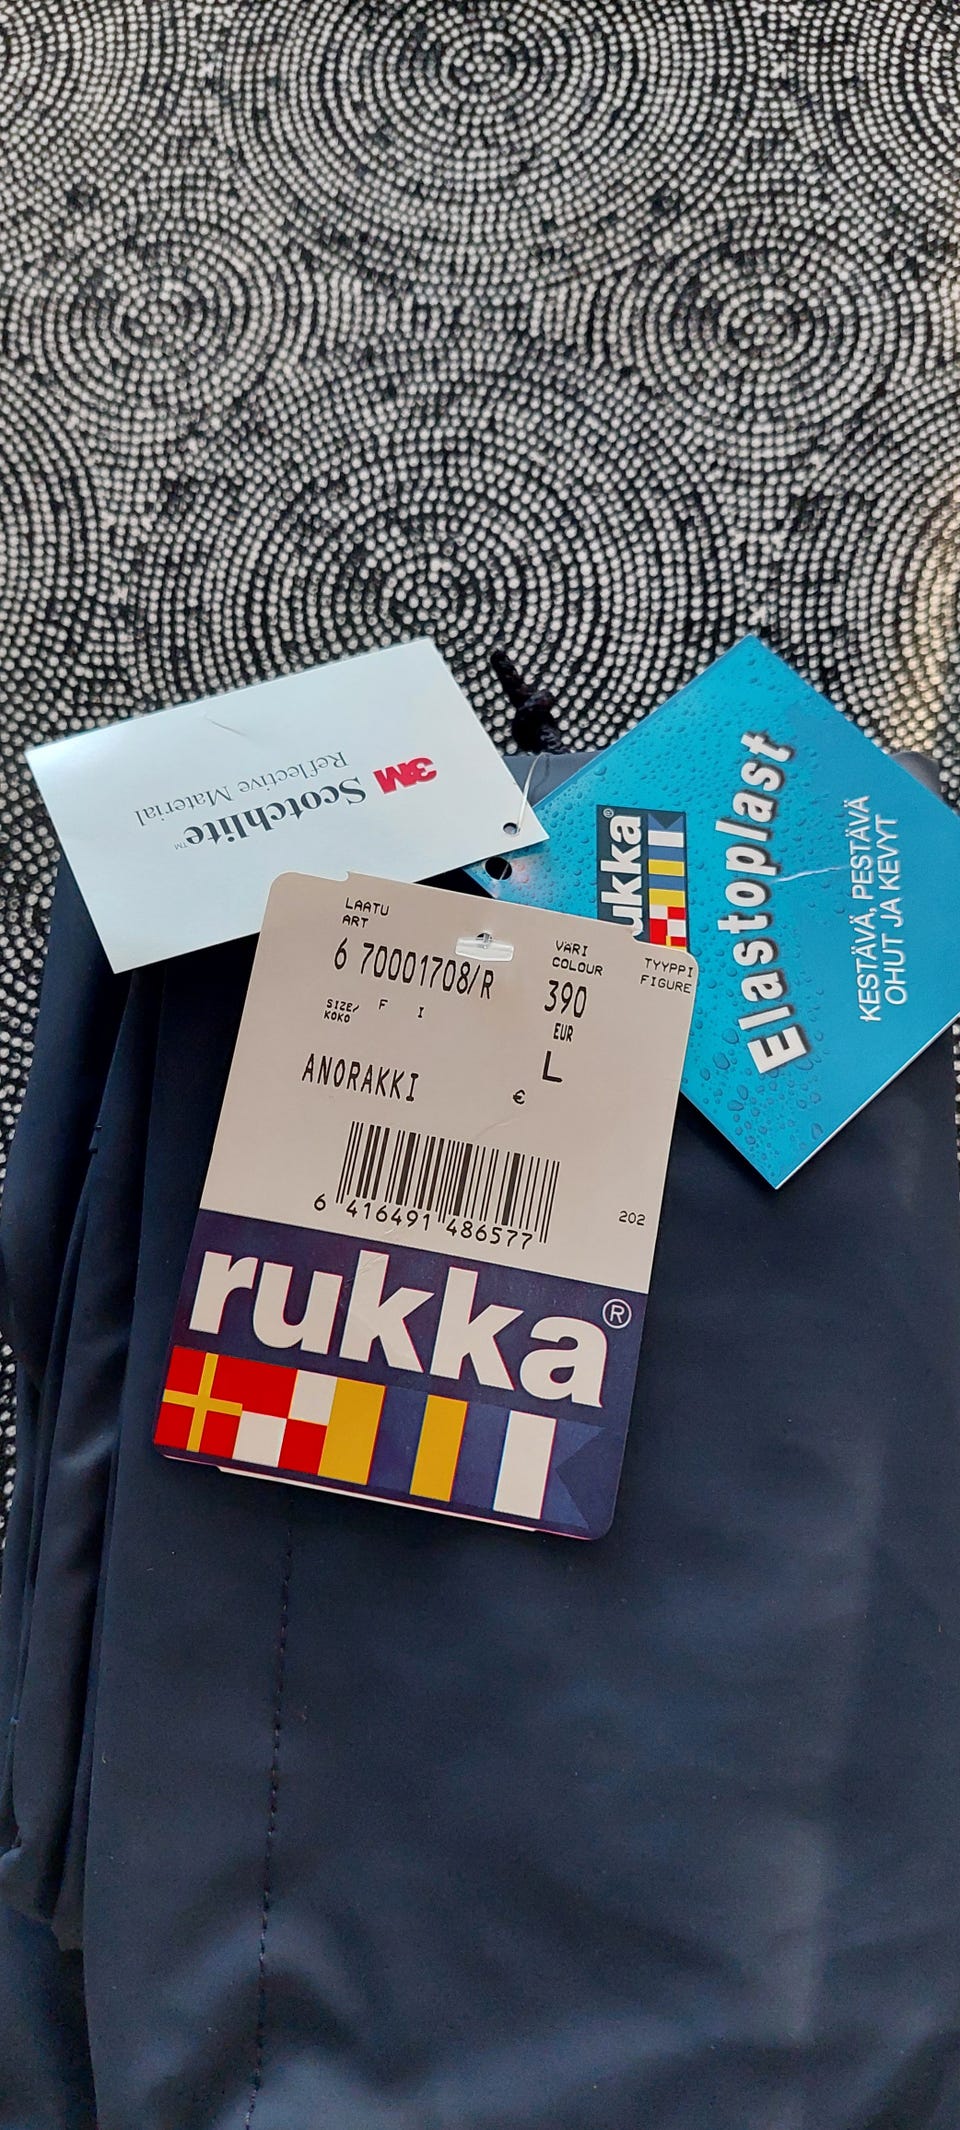 3M
Scotchlite™
Reflective Material
rukka®
Elastoplast
KESTÄVÄ, PESTÄVÄ
OHUT JA KEVYT
LAATU
ART
6 70001708/R
VÄRI
COLOUR
390
TYYPPI
FIGURE
SIZE/
KOKO
F I
EUR
L
ANORAKKI
€
6 416491 486577
202
rukka®